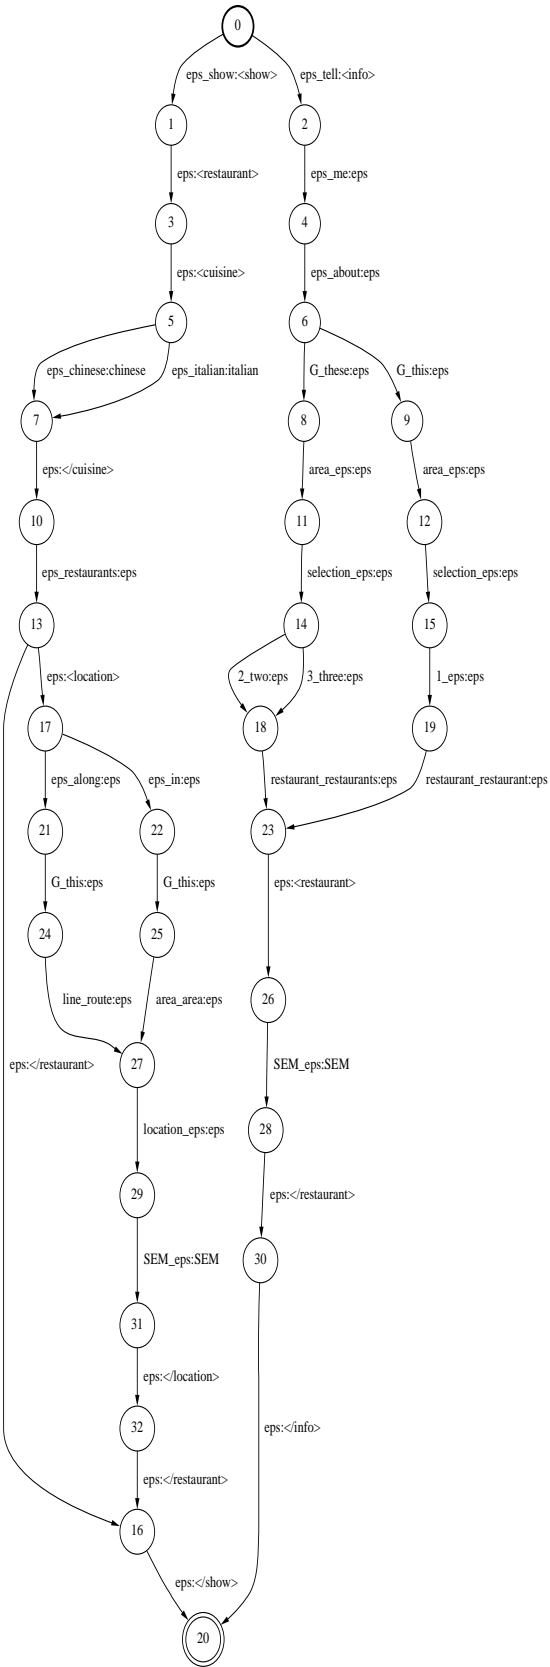 0
eps_show:<show>
eps_tell:<info>
1
2
eps:<restaurant>
eps_me:eps
3
4
eps:<cuisine>
eps_about:eps
5
6
eps_chinese:chinese
eps_italian:italian
G_these:eps
G_this:eps
7
8
9
eps:</cuisine>
area_eps:eps
area_eps:eps
10
11
12
eps_restaurants:eps
selection_eps:eps
selection_eps:eps
13
14
15
eps:<location>
2_two:eps
3_three:eps
1_eps:eps
17
18
19
eps_along:eps
eps_in:eps
restaurant_restaurants:eps
restaurant_restaurant:eps
21
22
23
G_this:eps
G_this:eps
eps:<restaurant>
24
25
26
line_route:eps
area_area:eps
eps:</restaurant>
SEM_eps:SEM
27
28
location_eps:eps
29
eps:</restaurant>
SEM_eps:SEM
30
31
eps:</location>
32
eps:</info>
eps:</restaurant>
16
eps:</show>
20